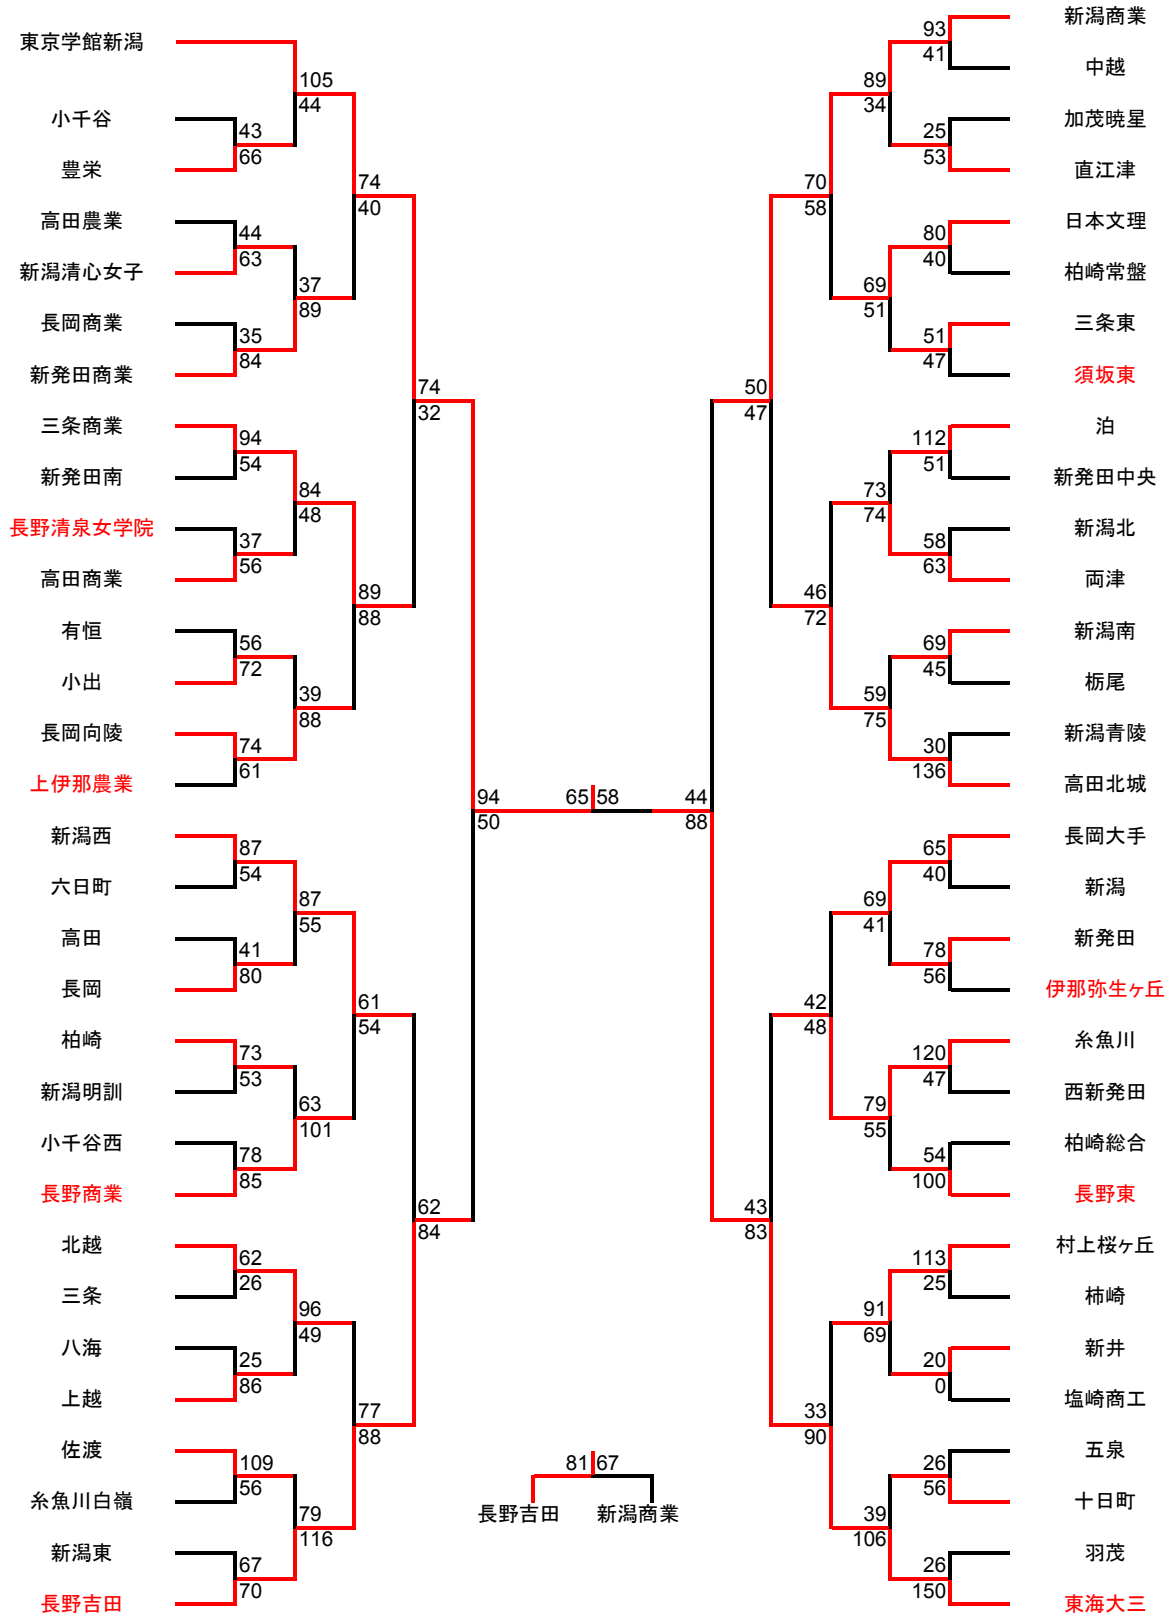 東京学館新潟
小千谷
豊栄
高田農業
新潟清心女子
長岡商業
新発田商業
三条商業
新発田南
長野清泉女学院
高田商業
有恒
小出
長岡向陵
上伊那農業
新潟西
六日町
高田
長岡
柏崎
新潟明訓
小千谷西
長野商業
北越
三条
八海
上越
佐渡
糸魚川白嶺
新潟東
長野吉田
43
66
44
63
35
84
94
54
37
56
56
72
74
61
87
54
41
80
73
53
78
85
62
26
25
86
109
56
67
70
105
44
37
89
84
48
39
88
87
55
63
101
96
49
79
116
74
40
89
88
61
54
77
88
74
32
62
84
94
50
65 58
81 67
長野吉田 新潟商業
44
88
50
47
43
83
70
58
46
72
42
48
33
90
89
34
69
51
73
74
59
75
69
41
79
55
91
69
39
106
93
41
25
53
80
40
51
47
112
51
58
63
69
45
30
136
65
40
78
56
120
47
54
100
113
25
20
0
26
56
26
150
新潟商業
中越
加茂暁星
直江津
日本文理
柏崎常盤
三条東
須坂東
泊
新発田中央
新潟北
両津
新潟南
栃尾
新潟青陵
高田北城
長岡大手
新潟
新発田
伊那弥生ヶ丘
糸魚川
西新発田
柏崎総合
長野東
村上桜ヶ丘
柿崎
新井
塩崎商工
五泉
十日町
羽茂
東海大三